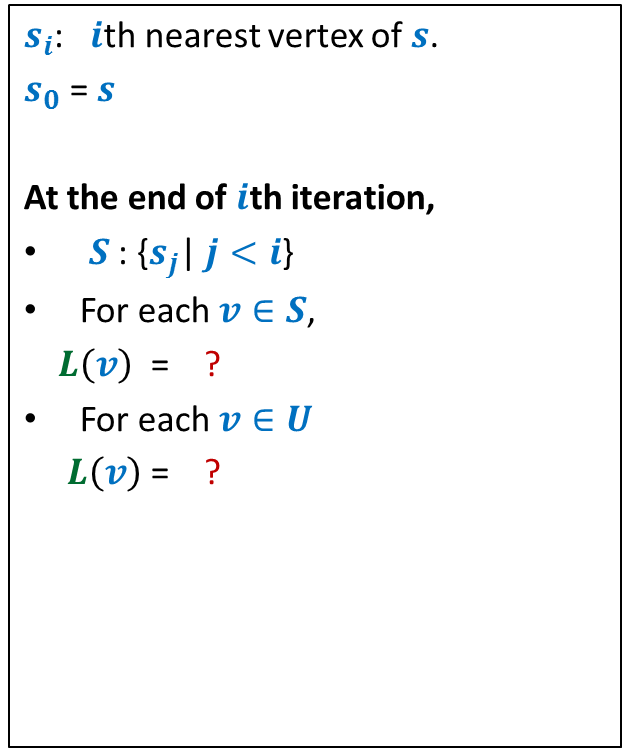 s_i: ith nearest vertex of s.
s_0 = s
At the end of ith iteration,
• S : {s_j | j < i}
• For each v ∈ S,
L(v) = ?
• For each v ∈ U
L(v) = ?